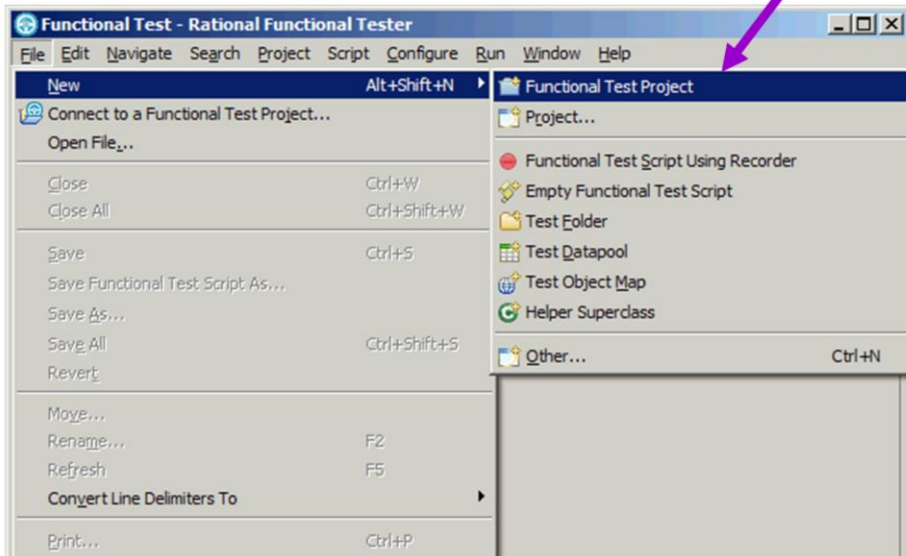 Functional Test - Rational Functional Tester
File Edit Navigate Search Project Script Configure Run Window Help
New Alt+Shift+N
Connect to a Functional Test Project...
Open File,...
Close Ctrl+W
Close All Ctrl+Shift+W
Save Ctrl+S
Save Functional Test Script As...
Save As...
Save All Ctrl+Shift+S
Revert
Move...
Rename... F2
Refresh F5
Convert Line Delimiters To
Print... Ctrl+P
Functional Test Project
Project...
Functional Test Script Using Recorder
Empty Functional Test Script
Test Folder
Test Datapool
Test Object Map
Helper Superclass
Other... Ctrl+N